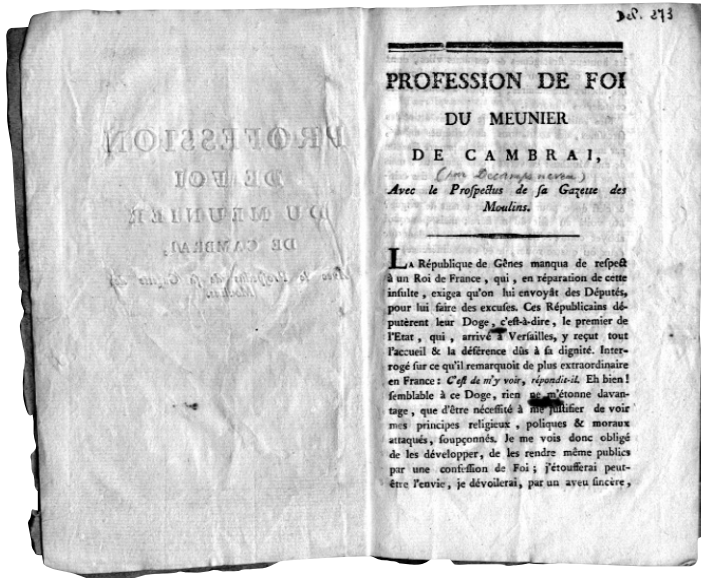 Del. 273
PROFESSION DE FOI
DU MEUNIER
DE CAMBRAI,
(par Decamps neveu)
Avec le Proſpectus de ſa Gazette des
Moulins.
LA République de Gênes manqua de reſpect
à un Roi de France, qui, en réparation de cette
inſulte, exigea qu'on lui envoyât des Députés,
pour lui faire des excuſes. Ces Républicains dé-
putèrent leur Doge, c'eſt-à-dire, le premier de
l'Etat, qui, arrivé à Verſailles, y reçut tout
l'accueil & la déférence dûs à ſa dignité. Inter-
rogé ſur ce qu'il remarquoit de plus extraordinaire
en France : C'eſt de m'y voir, répondit-il. Eh bien !
ſemblable à ce Doge, rien ne m'étonne davan-
tage, que d'être néceſſité à me juſtifier de voir
mes principes religieux, poliques & moraux
attaqués, ſoupçonnés. Je me vois donc obligé
de les développer, de les rendre même publics
par une confeſſion de Foi ; j'étoufferai peut-
être l'envie, je dévoilerai, par un aveu ſincère,